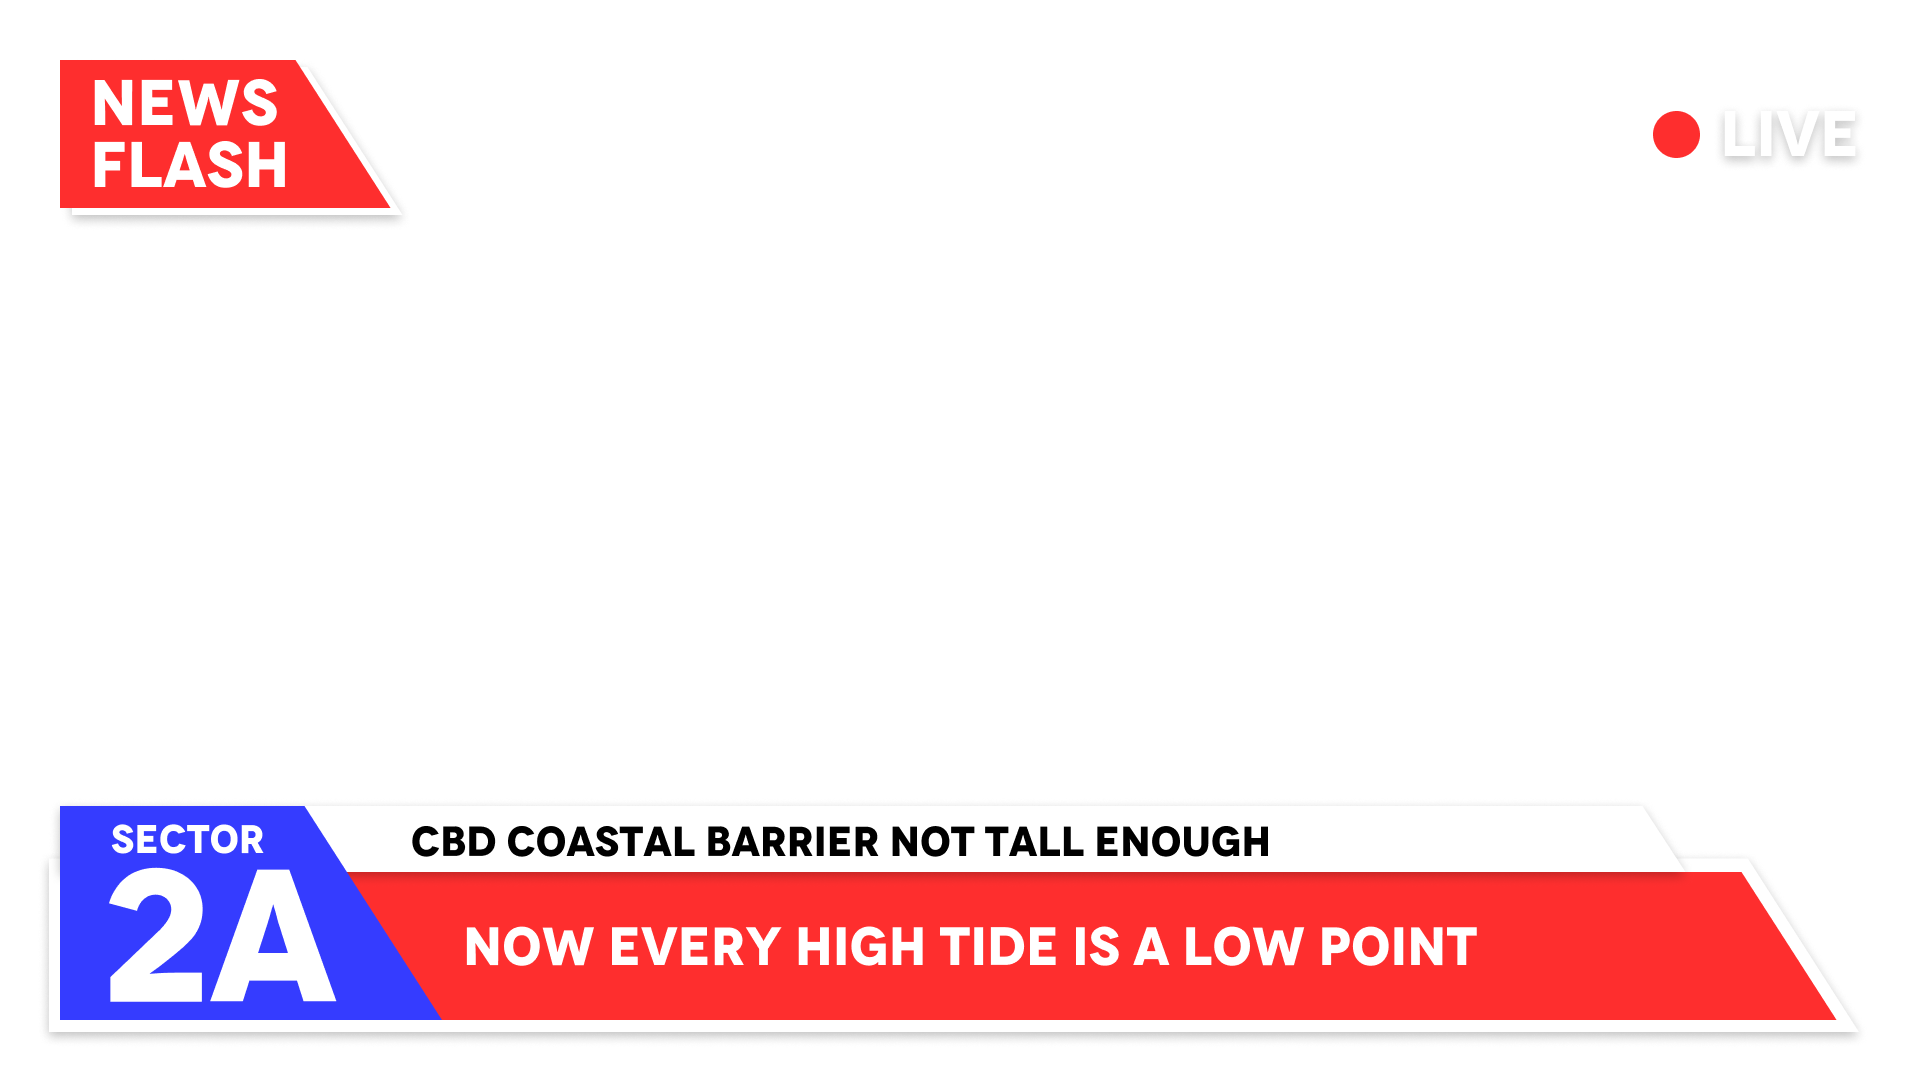 NEWS
FLASH
LIVE
SECTOR
2A
CBD COASTAL BARRIER NOT TALL ENOUGH
NOW EVERY HIGH TIDE IS A LOW POINT